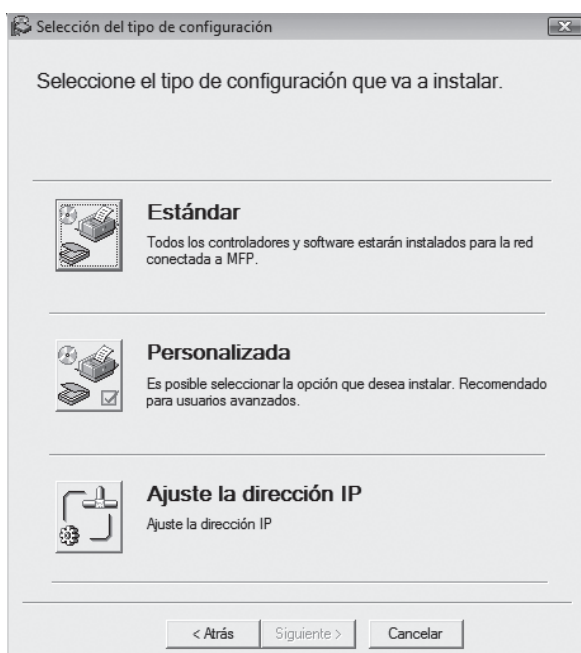 Selección del tipo de configuración
Seleccione el tipo de configuración que va a instalar.
Estándar
Todos los controladores y software estarán instalados para la red
conectada a MFP.
Personalizada
Es posible seleccionar la opción que desea instalar. Recomendado
para usuarios avanzados.
Ajuste la dirección IP
Ajuste la dirección IP
< Atrás Siguiente > Cancelar